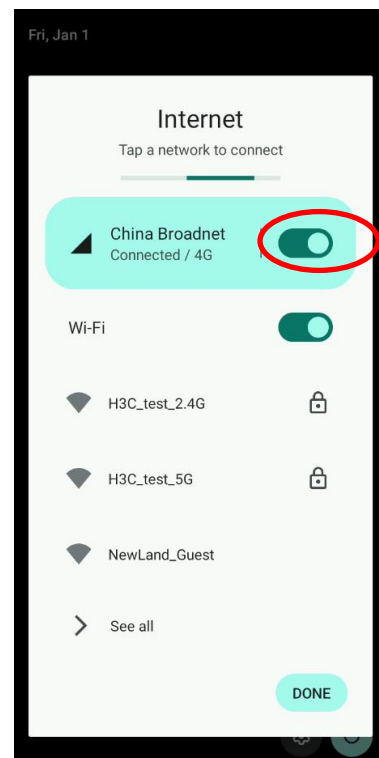 Fri, Jan 1
Internet
Tap a network to connect
China Broadnet
Connected / 4G
Wi-Fi
H3C_test_2.4G
H3C_test_5G
NewLand_Guest
See all
DONE